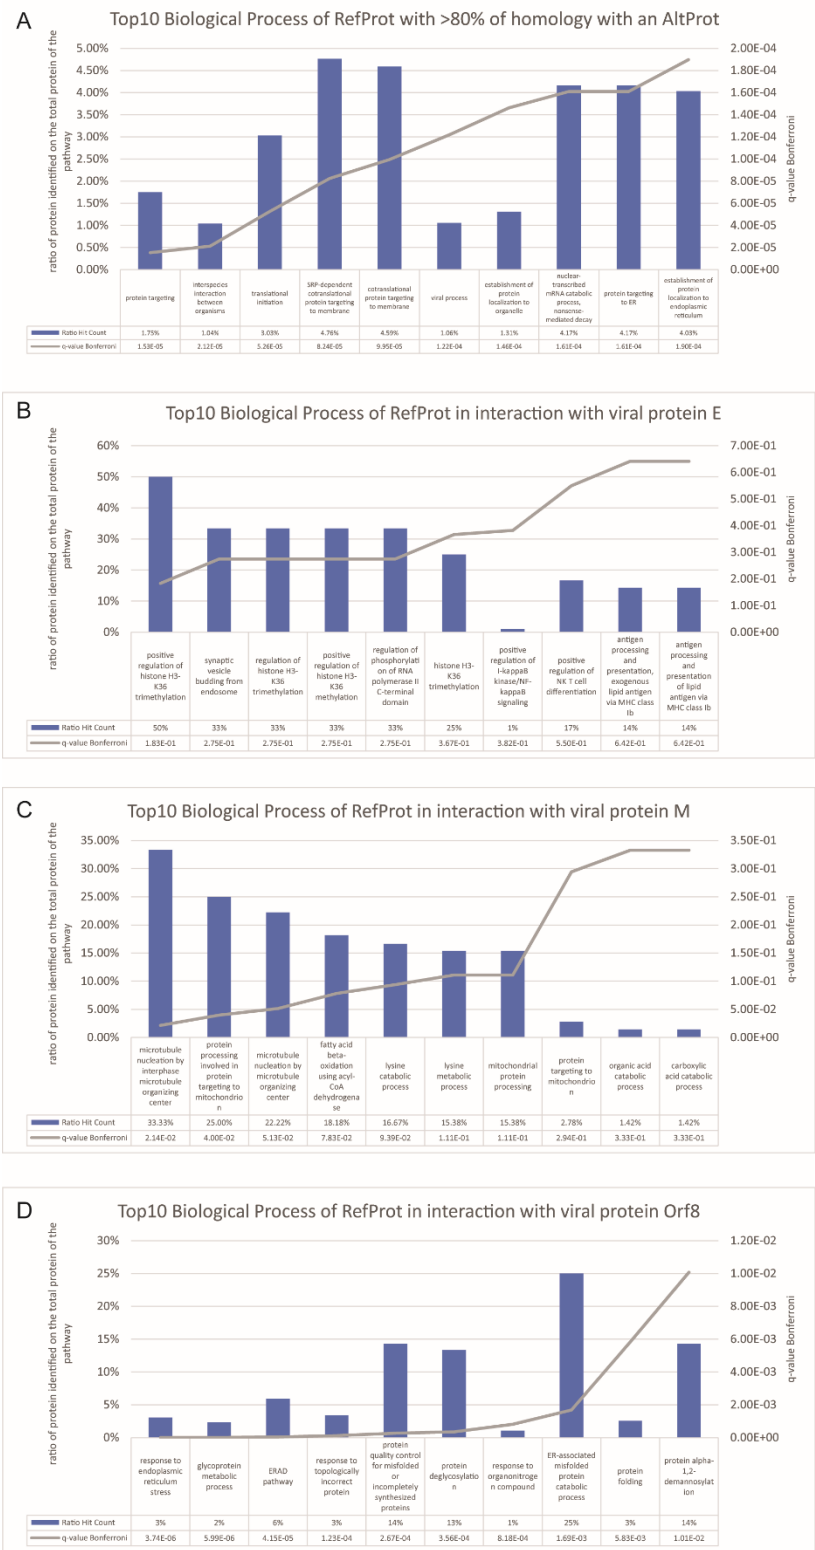 A
Top10 Biological Process of RefProt with >80% of homology with an AltProt
ratio of protein identified on the total protein of the
pathway
5.00%
4.50%
4.00%
3.50%
3.00%
2.50%
2.00%
1.50%
1.00%
0.50%
0.00%
2.00E-04
1.80E-04
1.60E-04
1.40E-04
1.20E-04
1.00E-04
8.00E-05
6.00E-05
4.00E-05
2.00E-05
0.00E+00
q-value Bonferroni
protein targeting
interspecies
interaction
between
organisms
translational
initiation
SRP-dependent
cotranslational
protein targeting
to membrane
cotranslational
protein targeting
to membrane
viral process
establishment of
protein
localization to
organelle
nuclear-
transcribed
mRNA catabolic
process,
nonsense-
mediated decay
protein targeting
to ER
establishment of
protein
localization to
endoplasmic
reticulum
Ratio Hit Count 1.75% 1.04% 3.03% 4.76% 4.59% 1.06% 1.31% 4.17% 4.17% 4.03%
q-value Bonferroni 1.53E-05 2.12E-05 5.26E-05 8.24E-05 9.95E-05 1.22E-04 1.46E-04 1.61E-04 1.61E-04 1.90E-04
B
Top10 Biological Process of RefProt in interaction with viral protein E
ratio of protein identified on the total protein of the
pathway
60%
50%
40%
30%
20%
10%
0%
7.00E-01
6.00E-01
5.00E-01
4.00E-01
3.00E-01
2.00E-01
1.00E-01
0.00E+00
q-value Bonferroni
positive
regulation of
histone H3-
K36
trimethylation
synaptic
vesicle
budding from
endosome
regulation of
histone H3-
K36
trimethylation
positive
regulation of
histone H3-
K36
methylation
regulation of
phosphorylati
on of RNA
polymerase II
C-terminal
domain
histone H3-
K36
trimethylation
positive
regulation of
I-kappaB
kinase/NF-
kappaB
signaling
positive
regulation of
NK T cell
differentiation
antigen
processing
and
presentation,
exogenous
lipid antigen
via MHC class
Ib
antigen
processing
and
presentation
of lipid
antigen via
MHC class Ib
Ratio Hit Count 50% 33% 33% 33% 33% 25% 1% 17% 14% 14%
q-value Bonferroni 1.83E-01 2.75E-01 2.75E-01 2.75E-01 2.75E-01 3.67E-01 3.82E-01 5.50E-01 6.42E-01 6.42E-01
C
Top10 Biological Process of RefProt in interaction with viral protein M
ratio of protein identified on the total protein of the
pathway
35.00%
30.00%
25.00%
20.00%
15.00%
10.00%
5.00%
0.00%
3.50E-01
3.00E-01
2.50E-01
2.00E-01
1.50E-01
1.00E-01
5.00E-02
0.00E+00
q-value Bonferroni
microtubule
nucleation by
interphase
microtubule
organizing
center
protein
processing
involved in
protein
targeting to
mitochondrio
n
microtubule
nucleation by
microtubule
organizing
center
fatty acid
beta-
oxidation
using acyl-
CoA
dehydrogena
se
lysine
catabolic
process
lysine
metabolic
process
mitochondrial
protein
processing
protein
targeting to
mitochondrio
n
organic acid
catabolic
process
carboxylic
acid catabolic
process
Ratio Hit Count 33.33% 25.00% 22.22% 18.18% 16.67% 15.38% 15.38% 2.78% 1.42% 1.42%
q-value Bonferroni 2.14E-02 4.00E-02 5.13E-02 7.83E-02 9.39E-02 1.11E-01 1.11E-01 2.94E-01 3.33E-01 3.33E-01
D
Top10 Biological Process of RefProt in interaction with viral protein Orf8
ratio of protein identified on the total protein of the
pathway
30%
25%
20%
15%
10%
5%
0%
1.20E-02
1.00E-02
8.00E-03
6.00E-03
4.00E-03
2.00E-03
0.00E+00
q-value Bonferroni
response to
endoplasmic
reticulum
stress
glycoprotein
metabolic
process
ERAD
pathway
response to
topologically
incorrect
protein
protein
quality control
for misfolded
or
incompletely
synthesized
proteins
protein
deglycosylatio
n
response to
organonitroge
n compound
ER-associated
misfolded
protein
catabolic
process
protein
folding
protein alpha-
1,2-
demannosylat
ion
Ratio Hit Count 3% 2% 6% 3% 14% 13% 1% 25% 3% 14%
q-value Bonferroni 3.74E-06 5.99E-06 4.15E-05 1.23E-04 2.67E-04 3.56E-04 8.18E-04 1.69E-03 5.83E-03 1.01E-02